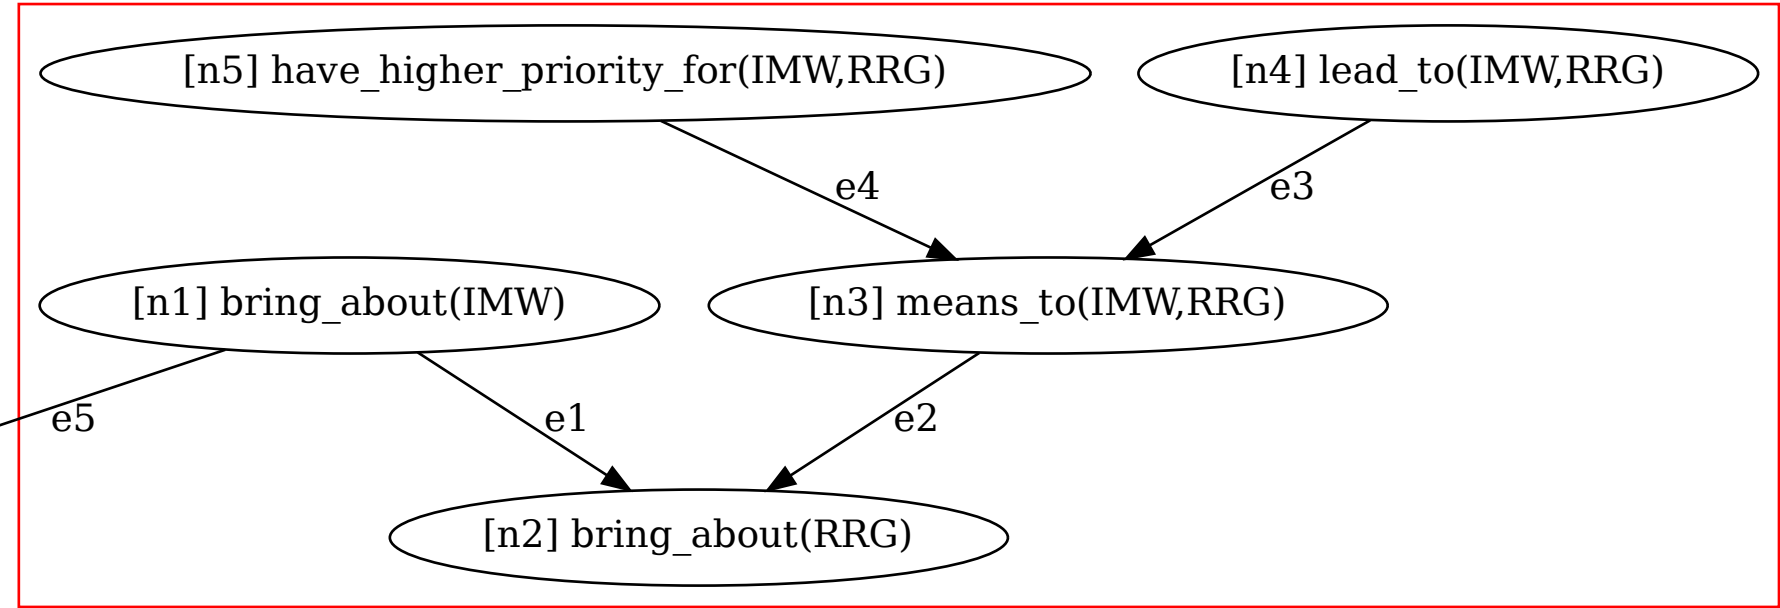 [n5] have_higher_priority_for(IMW,RRG)
[n4] lead_to(IMW,RRG)
e4
e3
[n1] bring_about(IMW)
[n3] means_to(IMW,RRG)
e5
e1
e2
[n2] bring_about(RRG)